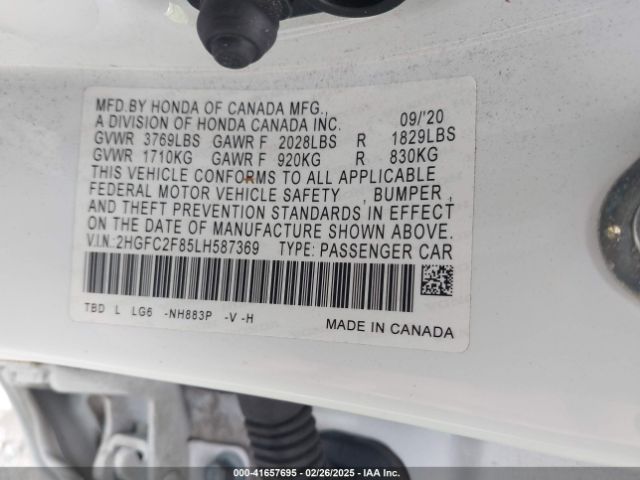 MFD.BY HONDA OF CANADA MFG.,
A DIVISION OF HONDA CANADA INC. 09/'20
GVWR 3769LBS GAWR F 2028LBS R 1829LBS
GVWR 1710KG GAWR F 920KG R 830KG
THIS VEHICLE CONFORMS TO ALL APPLICABLE
FEDERAL MOTOR VEHICLE SAFETY , BUMPER ,
AND THEFT PREVENTION STANDARDS IN EFFECT
ON THE DATE OF MANUFACTURE SHOWN ABOVE.
V.I.N.:2HGFC2F85LH587369 TYPE: PASSENGER CAR
TBD L LG6 -NH883P -V -H
MADE IN CANADA
000-41657695 | 02/26/2025 | IAA Inc.